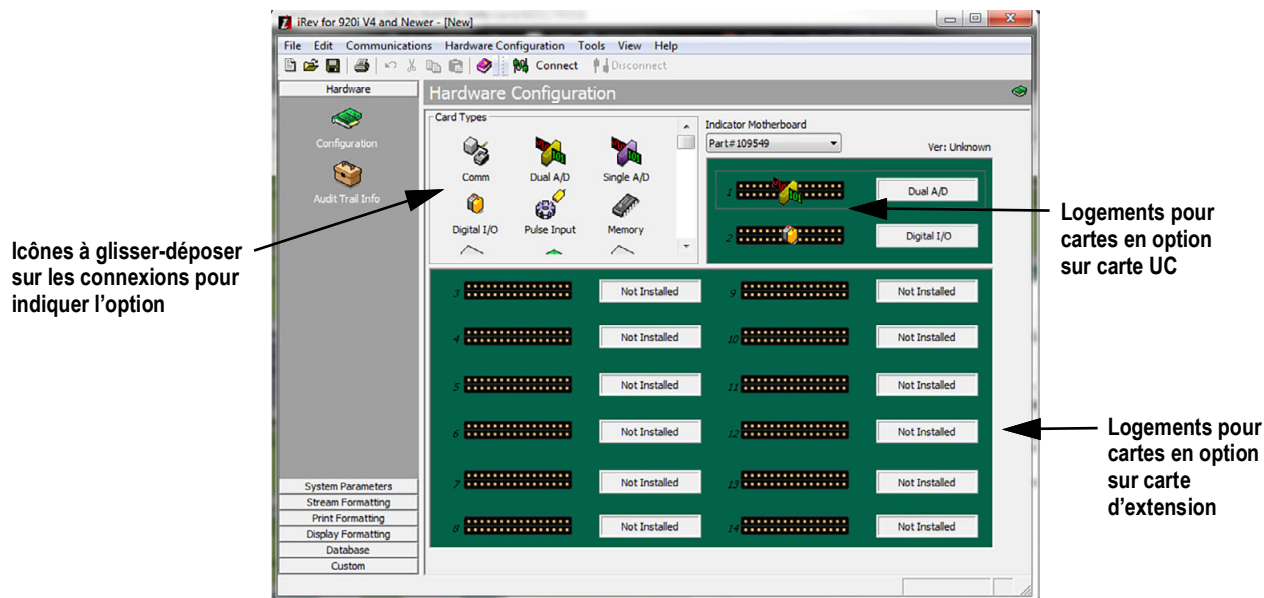 iRev for 920i V4 and Newer - [New]
File Edit Communications Hardware Configuration Tools View Help
Connect Disconnect
Hardware
Configuration
Audit Trail Info
System Parameters
Stream Formatting
Print Formatting
Display Formatting
Database
Custom
Hardware Configuration
Card Types
Comm
Dual A/D
Single A/D
Digital I/O
Pulse Input
Memory
Indicator Motherboard
Part#109549
Ver: Unknown
1 Dual A/D
2 Digital I/O
3 Not Installed
4 Not Installed
5 Not Installed
6 Not Installed
7 Not Installed
8 Not Installed
9 Not Installed
10 Not Installed
11 Not Installed
12 Not Installed
13 Not Installed
14 Not Installed
Icônes à glisser-déposer
sur les connexions pour
indiquer l’option
Logements pour
cartes en option
sur carte UC
Logements pour
cartes en option
sur carte
d’extension